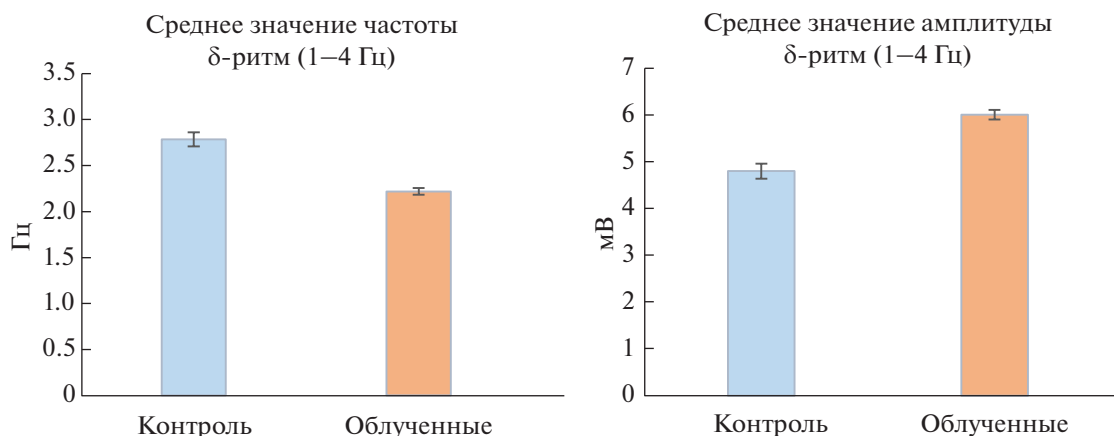 Среднее значение частоты
δ-ритм (1–4 Гц)
3.5
3.0
2.5
2.0
1.5
1.0
0.5
0
Гц
Контроль
Облученные
Среднее значение амплитуды
δ-ритм (1–4 Гц)
7
6
5
4
3
2
1
0
мВ
Контроль
Облученные